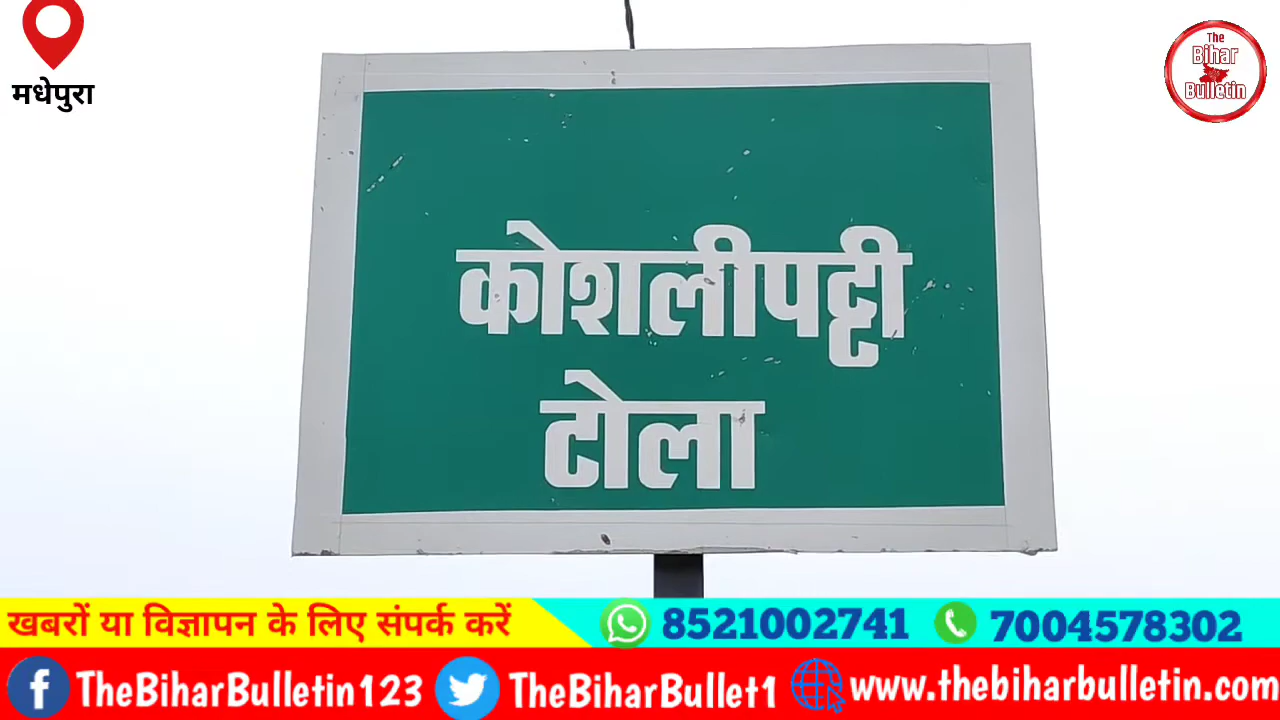 मधेपुरा
The
Bihar
Bulletin
कोशलीपट्टी
टोला
खबरों या विज्ञापन के लिए संपर्क करें 8521002741 7004578302
TheBiharBulletin123 TheBiharBullet1 www.thebiharbulletin.com